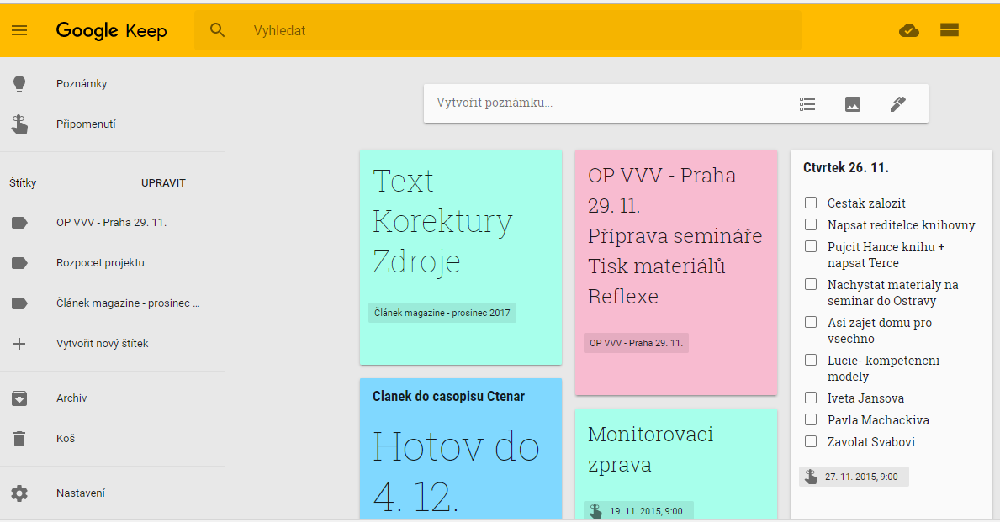 Google Keep
Vyhledat
Poznámky
Připomenutí
Štítky
UPRAVIT
OP VVV - Praha 29. 11.
Rozpocet projektu
Článek magazine - prosinec ...
Vytvořit nový štítek
Archiv
Koš
Nastavení
Vytvořit poznámku...
Text
Korektury
Zdroje
Článek magazine - prosinec 2017
Clanek do casopisu Ctenar
Hotov do
4. 12.
OP VVV - Praha
29. 11.
Příprava semináře
Tisk materiálů
Reflexe
OP VVV - Praha 29. 11.
Monitorovaci
zprava
19. 11. 2015, 9:00
Ctvrtek 26. 11.
Cestak zalozit
Napsat reditelce knihovny
Pujcit Hance knihu +
napsat Terce
Nachystat materialy na
seminar do Ostravy
Asi zajet domu pro
vsechno
Lucie- kompetencni
modely
Iveta Jansova
Pavla Machackiva
Zavolat Svabovi
27. 11. 2015, 9:00